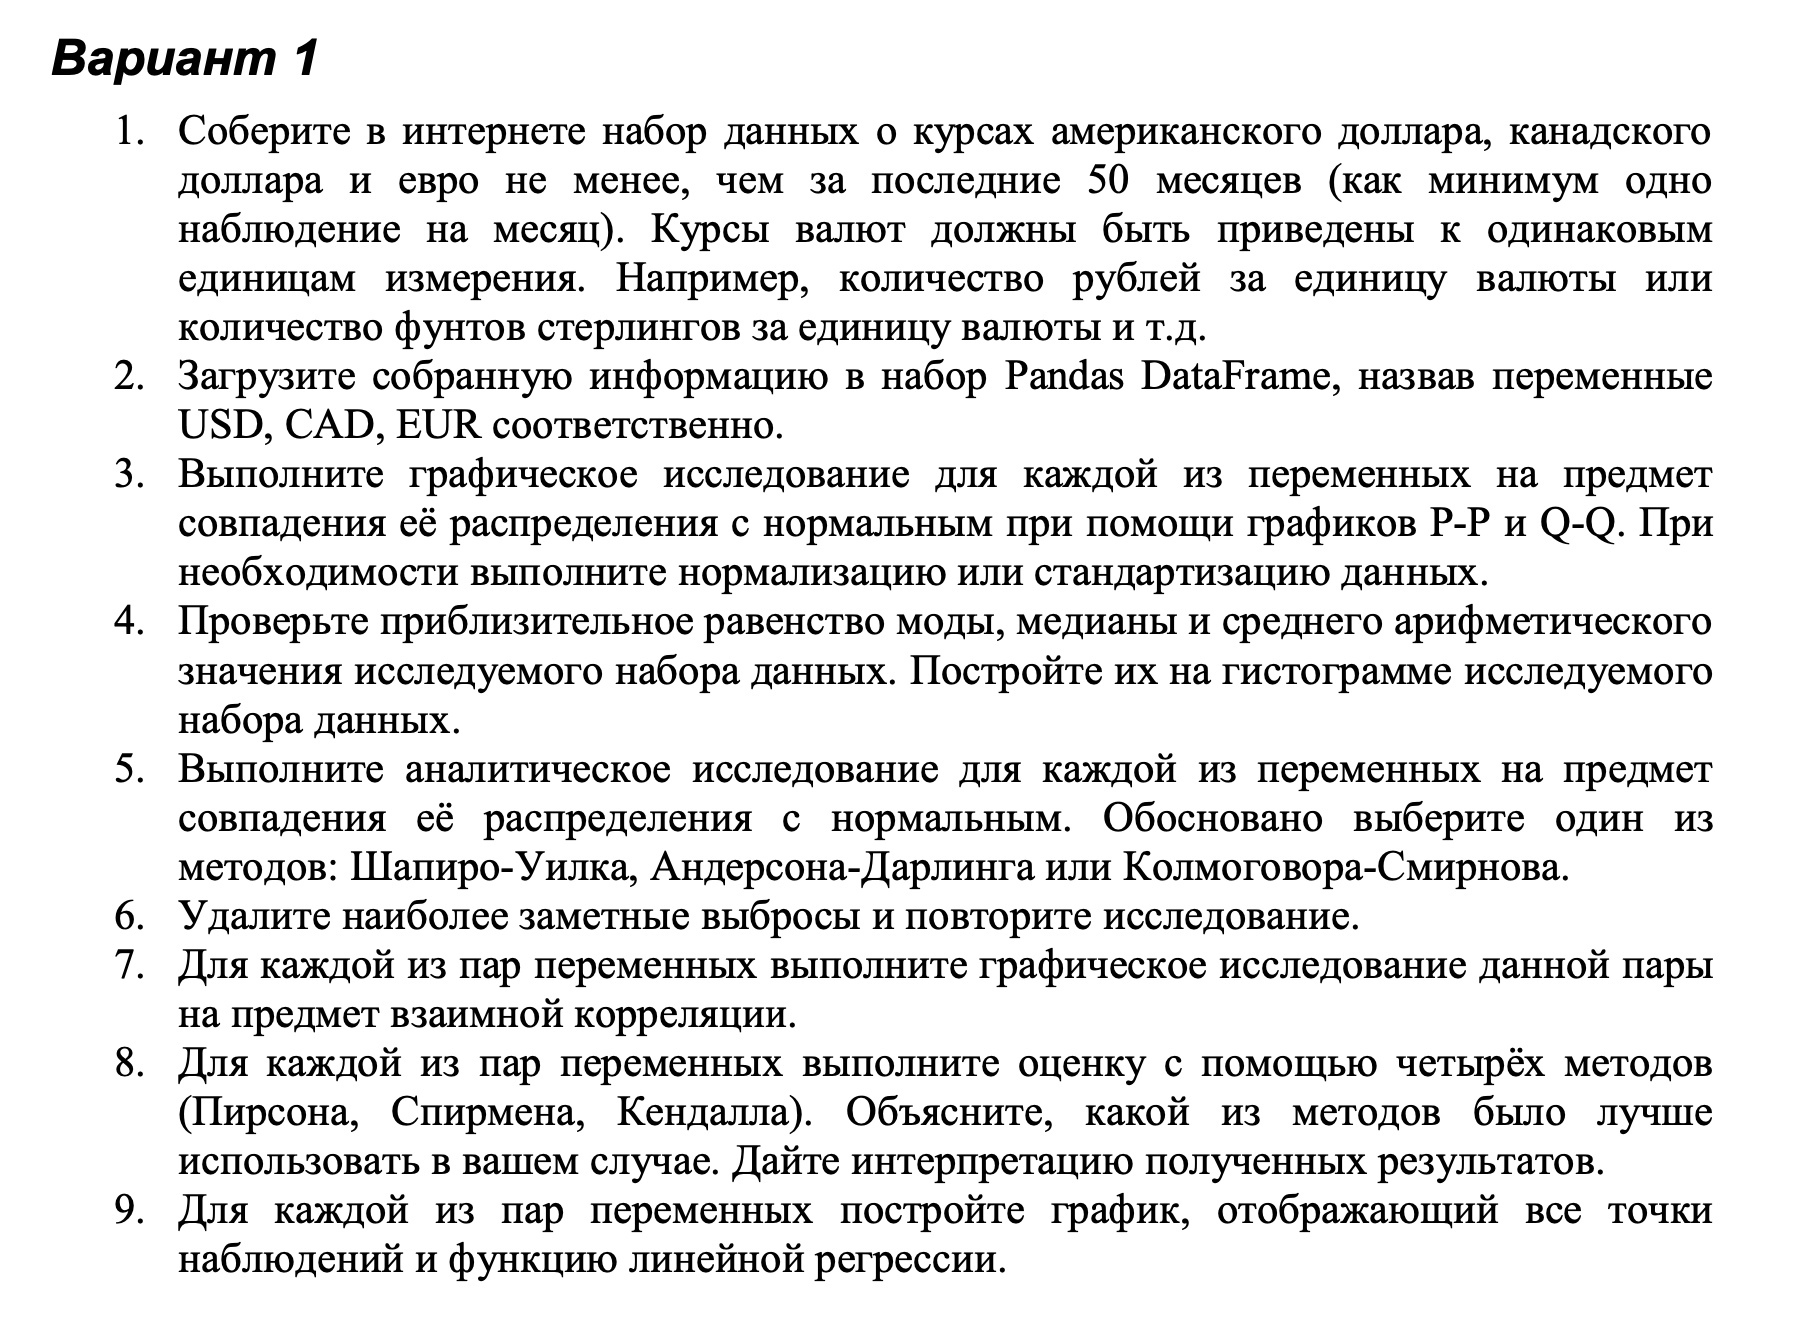 Вариант 1
1. Соберите в интернете набор данных о курсах американского доллара, канадского
доллара и евро не менее, чем за последние 50 месяцев (как минимум одно
наблюдение на месяц). Курсы валют должны быть приведены к одинаковым
единицам измерения. Например, количество рублей за единицу валюты или
количество фунтов стерлингов за единицу валюты и т.д.
2. Загрузите собранную информацию в набор Pandas DataFrame, назвав переменные
USD, CAD, EUR соответственно.
3. Выполните графическое исследование для каждой из переменных на предмет
совпадения её распределения с нормальным при помощи графиков P-P и Q-Q. При
необходимости выполните нормализацию или стандартизацию данных.
4. Проверьте приблизительное равенство моды, медианы и среднего арифметического
значения исследуемого набора данных. Постройте их на гистограмме исследуемого
набора данных.
5. Выполните аналитическое исследование для каждой из переменных на предмет
совпадения её распределения с нормальным. Обосновано выберите один из
методов: Шапиро-Уилка, Андерсона-Дарлинга или Колмоговора-Смирнова.
6. Удалите наиболее заметные выбросы и повторите исследование.
7. Для каждой из пар переменных выполните графическое исследование данной пары
на предмет взаимной корреляции.
8. Для каждой из пар переменных выполните оценку с помощью четырёх методов
(Пирсона, Спирмена, Кендалла). Объясните, какой из методов было лучше
использовать в вашем случае. Дайте интерпретацию полученных результатов.
9. Для каждой из пар переменных постройте график, отображающий все точки
наблюдений и функцию линейной регрессии.